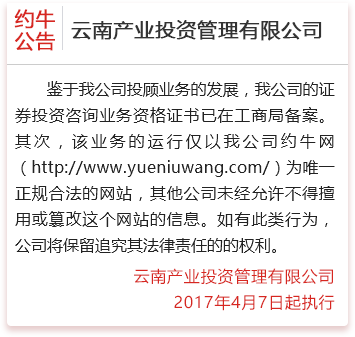 约牛
公告
云南产业投资管理有限公司
鉴于我公司投顾业务的发展，我公司的证
券投资咨询业务资格证书已在工商局备案。
其次，该业务的运行仅以我公司约牛网
（http://www.yueniuwang.com/）为唯一
正规合法的网站，其他公司未经允许不得擅
用或篡改这个网站的信息。如有此类行为，
公司将保留追究其法律责任的的权利。
云南产业投资管理有限公司
2017年4月7日起执行